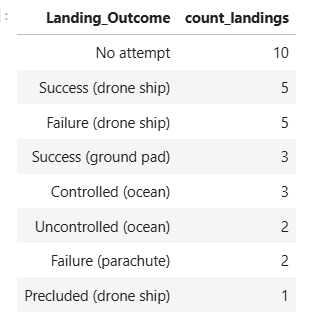 :
Landing_Outcome count_landings
No attempt 10
Success (drone ship) 5
Failure (drone ship) 5
Success (ground pad) 3
Controlled (ocean) 3
Uncontrolled (ocean) 2
Failure (parachute) 2
Precluded (drone ship) 1